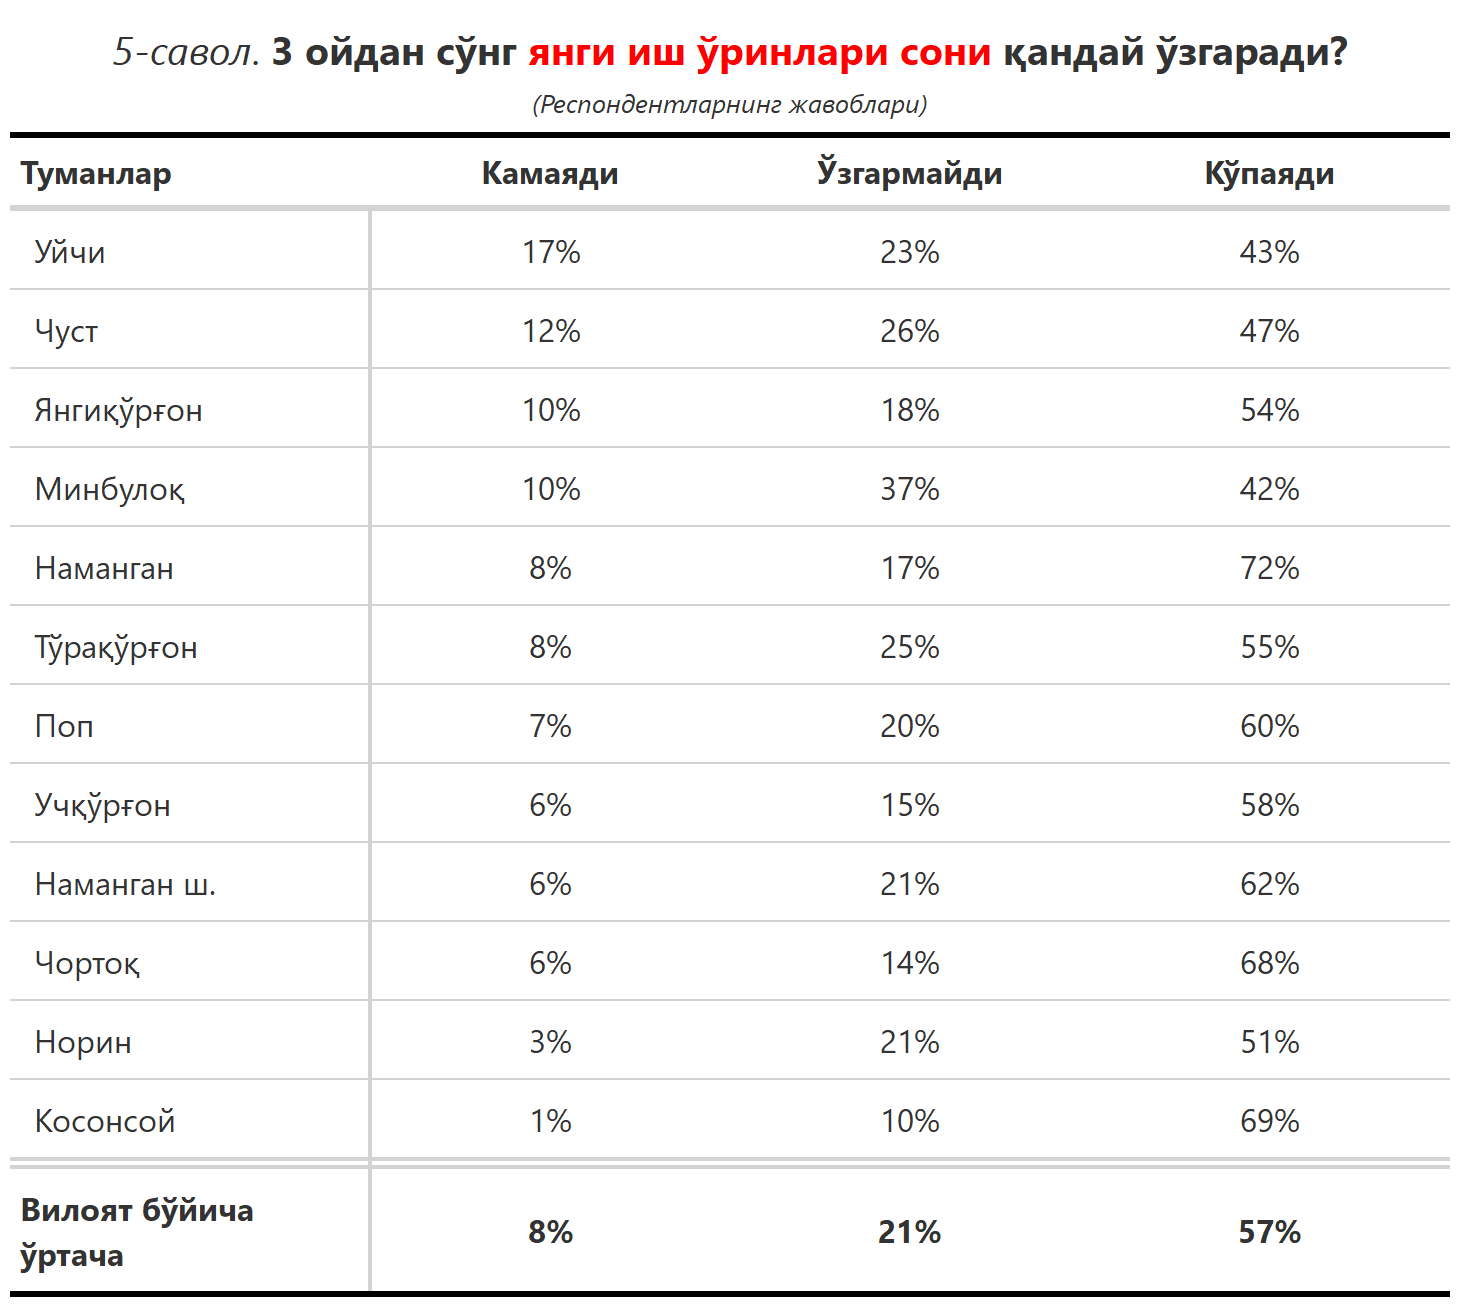 5-савол. 3 ойдан сўнг янги иш ўринлари сони қандай ўзгаради?
(Респондентларнинг жавоблари)
Туманлар Камаяди Ўзгармайди Кўпаяди
Уйчи 17% 23% 43%
Чуст 12% 26% 47%
Янгиқўрғон 10% 18% 54%
Минбулоқ 10% 37% 42%
Наманган 8% 17% 72%
Тўрақўрғон 8% 25% 55%
Поп 7% 20% 60%
Учқўрғон 6% 15% 58%
Наманган ш. 6% 21% 62%
Чортоқ 6% 14% 68%
Норин 3% 21% 51%
Косонсой 1% 10% 69%
Вилоят бўйича
ўртача 8% 21% 57%